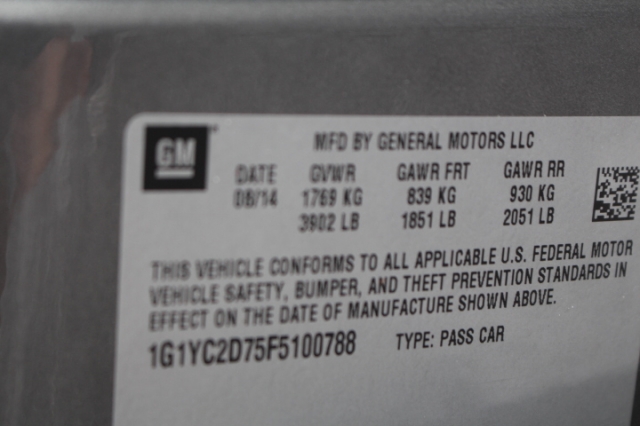 GM
MFD BY GENERAL MOTORS LLC
DATE GVWR GAWR FRT GAWR RR
08/14 1769 KG 839 KG 930 KG
3902 LB 1851 LB 2051 LB
THIS VEHICLE CONFORMS TO ALL APPLICABLE U.S. FEDERAL MOTOR
VEHICLE SAFETY, BUMPER, AND THEFT PREVENTION STANDARDS IN
EFFECT ON THE DATE OF MANUFACTURE SHOWN ABOVE.
1G1YC2D75F5100788 TYPE: PASS CAR